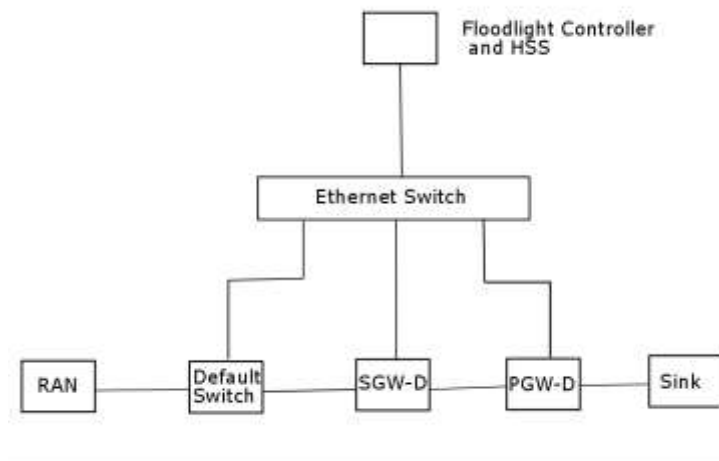 Floodlight Controller
and HSS
Ethernet Switch
RAN
Default
Switch
SGW-D
PGW-D
Sink